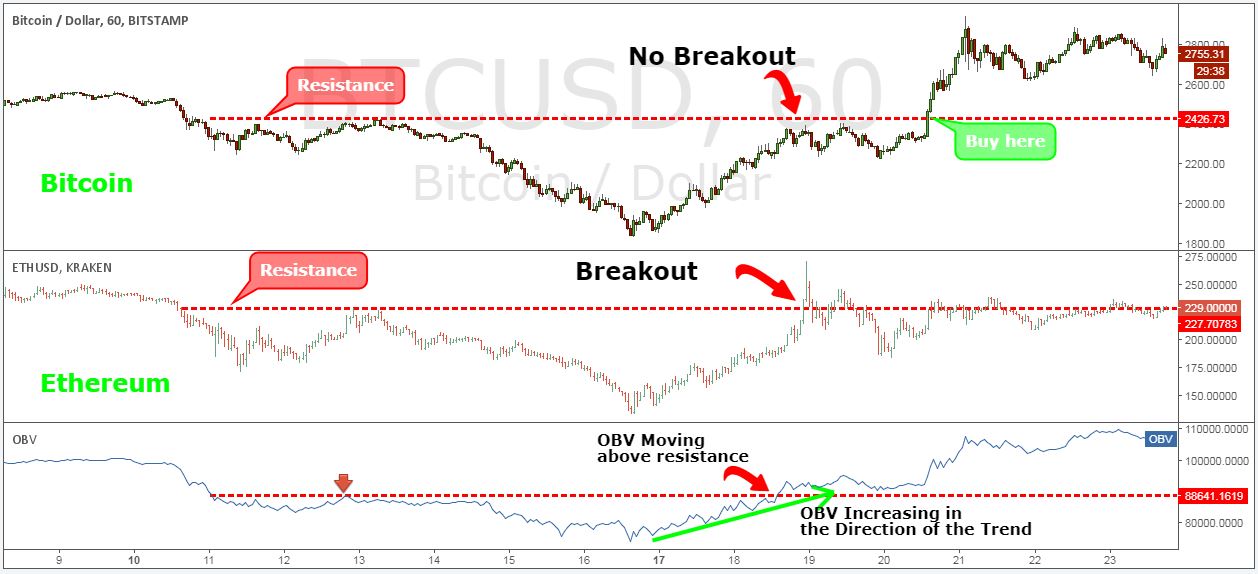 Bitcoin / Dollar, 60, BITSTAMP
BTCUSD, 60
Bitcoin / Dollar
No Breakout
Resistance
Buy here
Bitcoin
2800.00
2755.31
29:38
2600.00
2426.73
2400.00
2200.00
2000.00
1800.00
ETHUSD, KRAKEN
Resistance
Breakout
Ethereum
275.00000
250.00000
229.00000
227.70783
200.00000
175.00000
150.00000
OBV
OBV Moving
above resistance
OBV Increasing in
the Direction of the Trend
OBV
110000.0000
100000.0000
88641.1619
80000.0000
9 10 11 12 13 14 15 16 17 18 19 20 21 22 23